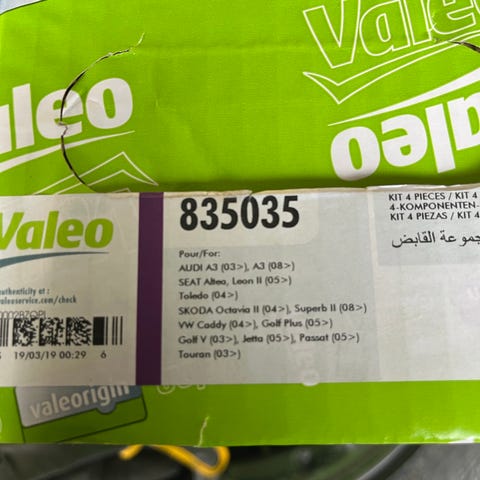 Valeo
Valeo
Valeo
aleo
Valeo
835035
KIT 4 PIECES / KIT 4
4-KOMPONENTEN-
KIT 4 PIEZAS / KIT 4
مجموعة القابض
authenticity at :
valeoservice.com/check
19/03/19 00:29 6
Pour/For:
AUDI A3 (03>), A3 (08>)
SEAT Altea, Leon II (05>)
Toledo (04>)
SKODA Octavia II (04>), Superb II (08>)
VW Caddy (04>), Golf Plus (05>)
Golf V (03>), Jetta (05>), Passat (05>)
Touran (03>)
valeorigin